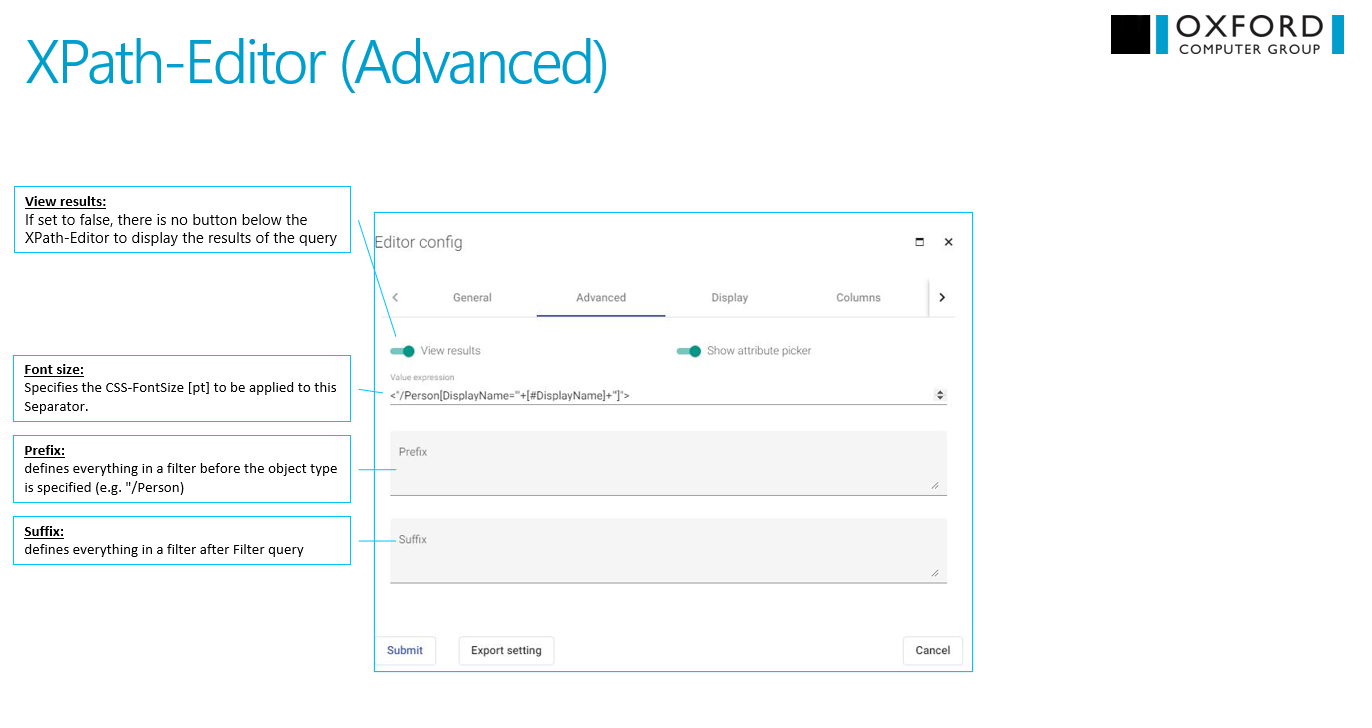 OXFORD
COMPUTER GROUP
XPath-Editor (Advanced)
View results:
If set to false, there is no button below the
XPath-Editor to display the results of the query
Font size:
Specifies the CSS-FontSize [pt] to be applied to this
Separator.
Prefix:
defines everything in a filter before the object type
is specified (e.g. "/Person)
Suffix:
defines everything in a filter after Filter query
Editor config
General Advanced Display Columns
View results Show attribute picker
Value expression
<"/Person[DisplayName='"+[#DisplayName]+"']">
Prefix
Suffix
Submit Export setting Cancel